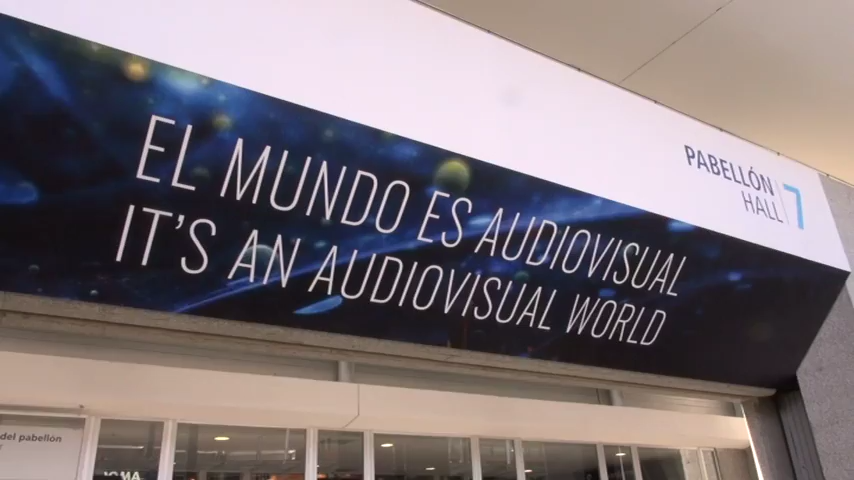 PABELLÓN
HALL 7
EL MUNDO ES AUDIOVISUAL
IT'S AN AUDIOVISUAL WORLD
del pabellón